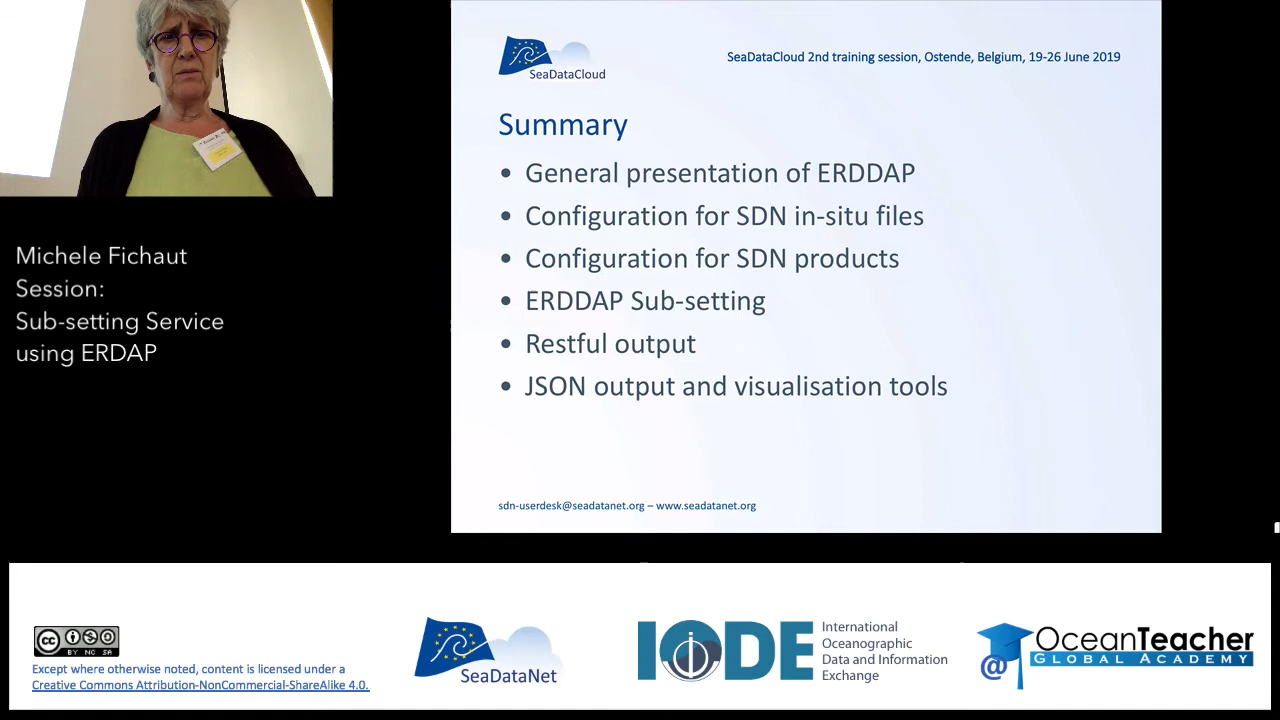 SeaDataCloud
SeaDataCloud 2nd training session, Ostende, Belgium, 19-26 June 2019
Summary
• General presentation of ERDDAP
• Configuration for SDN in-situ files
• Configuration for SDN products
• ERDDAP Sub-setting
• Restful output
• JSON output and visualisation tools
sdn-userdesk@seadatanet.org – www.seadatanet.org
Michele Fichaut
Session:
Sub-setting Service
using ERDAP
cc
BY NC SA
Except where otherwise noted, content is licensed under a
Creative Commons Attribution-NonCommercial-ShareAlike 4.0.
SeaDataNet
IODE
International
Oceanographic
Data and Information
Exchange
@
OceanTeacher
GLOBAL ACADEMY